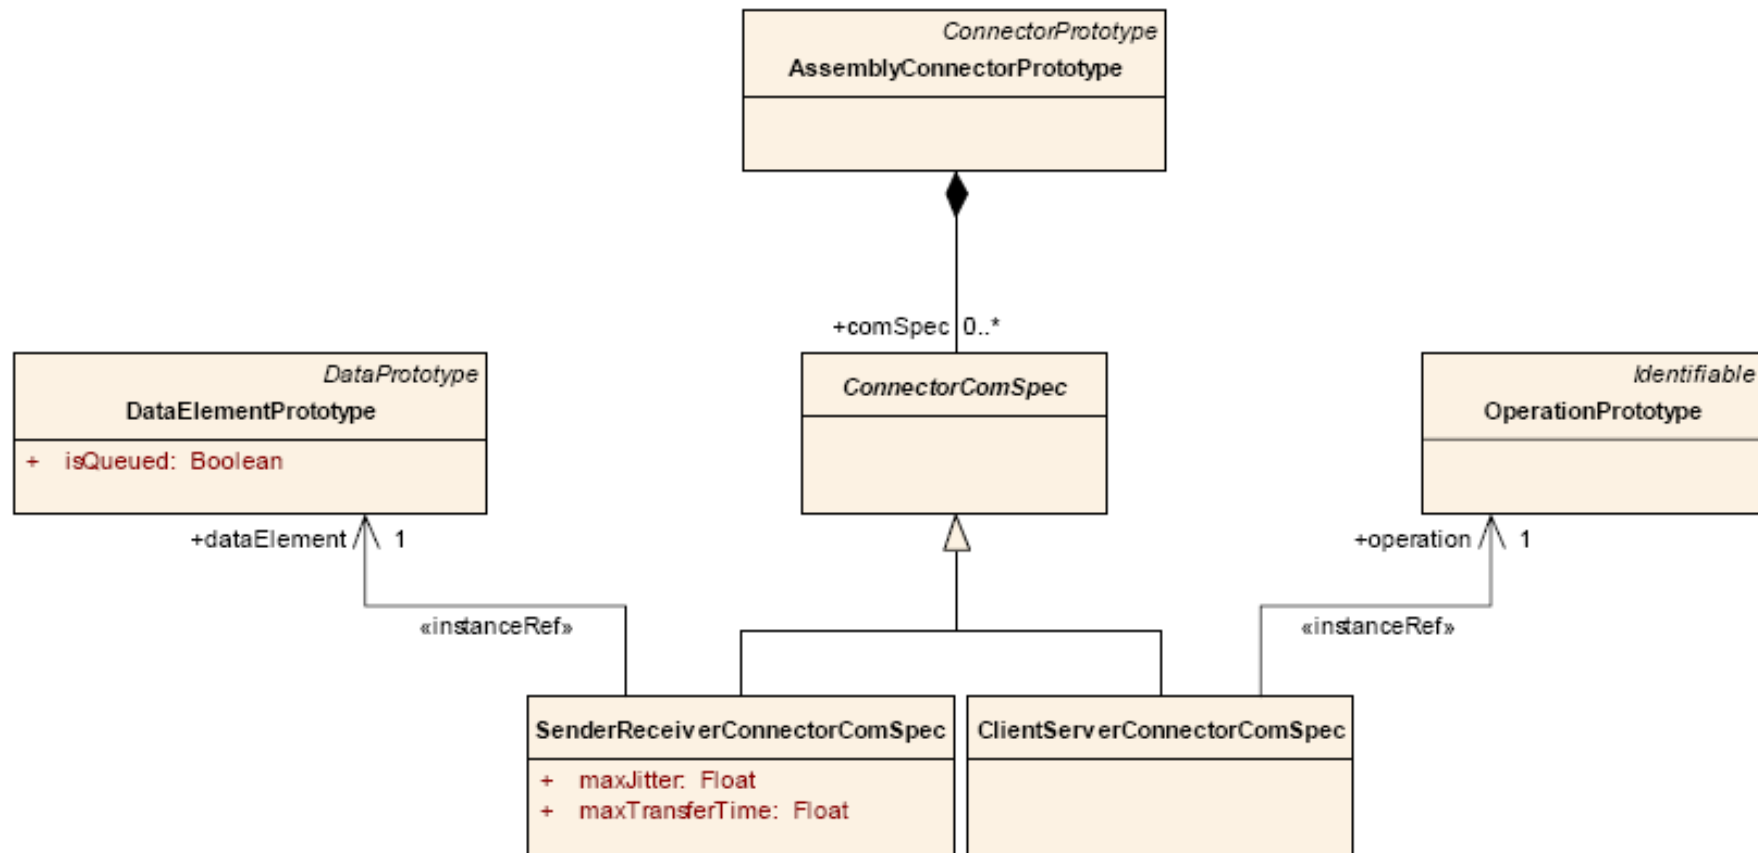 ConnectorPrototype
AssemblyConnectorPrototype
+comSpec 0..*
DataPrototype
DataElementPrototype
+ isQueued: Boolean
ConnectorComSpec
Identifiable
OperationPrototype
+dataElement 1
+operation 1
«instanceRef»
«instanceRef»
SenderReceiverConnectorComSpec
+ maxJitter: Float
+ maxTransferTime: Float
ClientServerConnectorComSpec